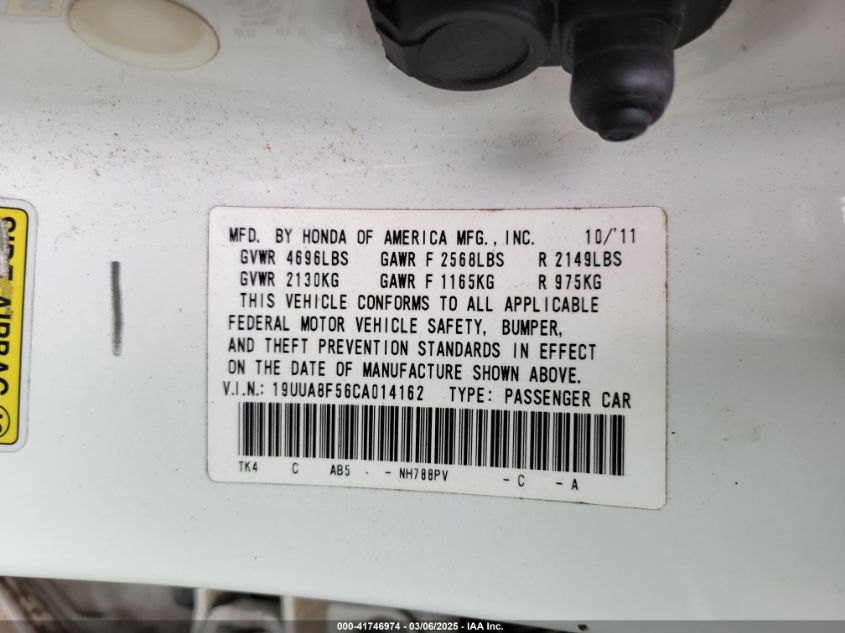 MFD. BY HONDA OF AMERICA MFG., INC. 10/'11
GVWR 4696LBS GAWR F 2568LBS R 2149LBS
GVWR 2130KG GAWR F 1165KG R 975KG
THIS VEHICLE CONFORMS TO ALL APPLICABLE
FEDERAL MOTOR VEHICLE SAFETY, BUMPER,
AND THEFT PREVENTION STANDARDS IN EFFECT
ON THE DATE OF MANUFACTURE SHOWN ABOVE.
V.I.N.: 19UUA8F56CA014162 TYPE: PASSENGER CAR
TK4 C AB5 - - NH788PV - C - A
SIDE AIRBAG
000-41746974 - 03/06/2025 - IAA Inc.